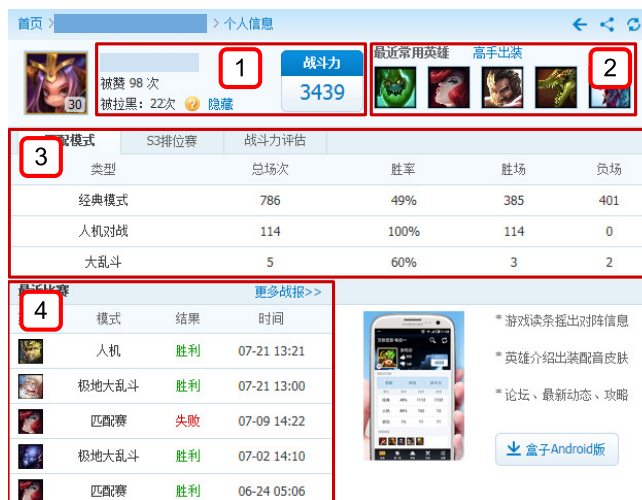 首页 > > 个人信息
30
被赞 98 次
被拉黑：22次 ? 隐藏
1
战斗力
3439
最近常用英雄 高手出装
2
3
配模式 S3排位赛 战斗力评估
类型 总场次 胜率 胜场 负场
经典模式 786 49% 385 401
人机对战 114 100% 114 0
大乱斗 5 60% 3 2
最近比赛 更多战报>>
4
模式 结果 时间
人机 胜利 07-21 13:21
极地大乱斗 胜利 07-21 13:00
匹配赛 失败 07-09 14:22
极地大乱斗 胜利 07-02 14:10
匹配赛 胜利 06-24 05:06
* 游戏读条摇出对阵信息
* 英雄介绍出装配音皮肤
* 论坛、最新动态、攻略
盒子Android版